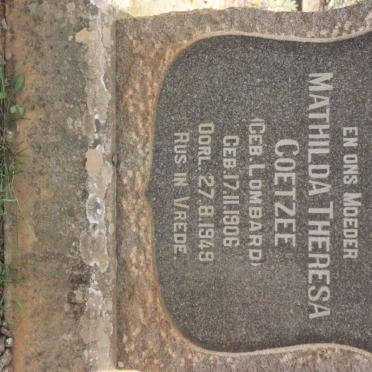 EN ONS MOEDER
MATHILDA THERESA
COETZEE
(GEB. LOMBARD)
GEB. 17.11.1906
OORL. 27.8.1949
RUS IN VREDE.